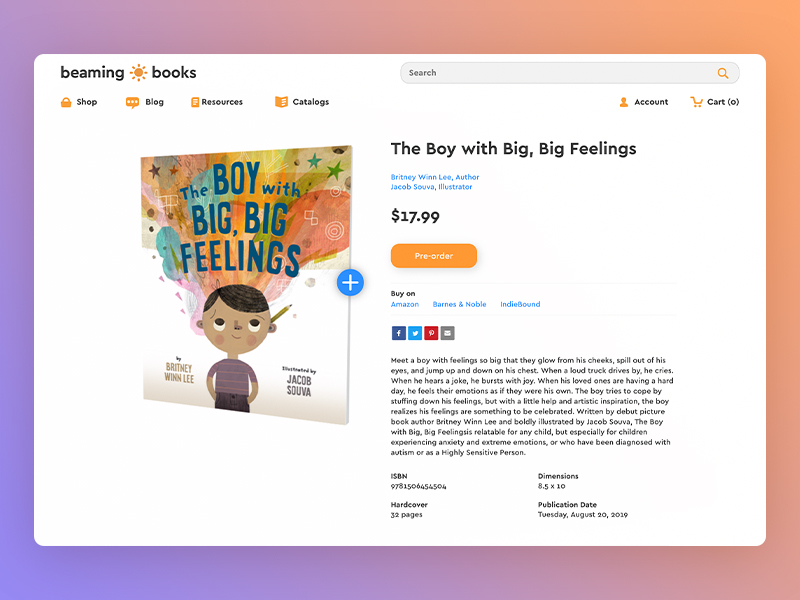 beaming books
Search
Shop
Blog
Resources
Catalogs
Account
Cart (0)
The BOY with
BIG, BIG
FEELINGS
by
BRITNEY
WINN LEE
Illustrated by
JACOB
SOUVA
The Boy with Big, Big Feelings
Britney Winn Lee, Author
Jacob Souva, Illustrator
$17.99
Pre-order
Buy on
Amazon
Barnes & Noble
IndieBound
Meet a boy with feelings so big that they glow from his cheeks, spill out of his
eyes, and jump up and down on his chest. When a loud truck drives by, he cries.
When he hears a joke, he bursts with joy. When his loved ones are having a hard
day, he feels their emotions as if they were his own. The boy tries to cope by
stuffing down his feelings, but with a little help and artistic inspiration, the boy
realizes his feelings are something to be celebrated. Written by debut picture
book author Britney Winn Lee and boldly illustrated by Jacob Souva, The Boy
with Big, Big Feelingsis relatable for any child, but especially for children
experiencing anxiety and extreme emotions, or who have been diagnosed with
autism or as a Highly Sensitive Person.
ISBN
9781506454504
Dimensions
8.5 x 10
Hardcover
32 pages
Publication Date
Tuesday, August 20, 2019